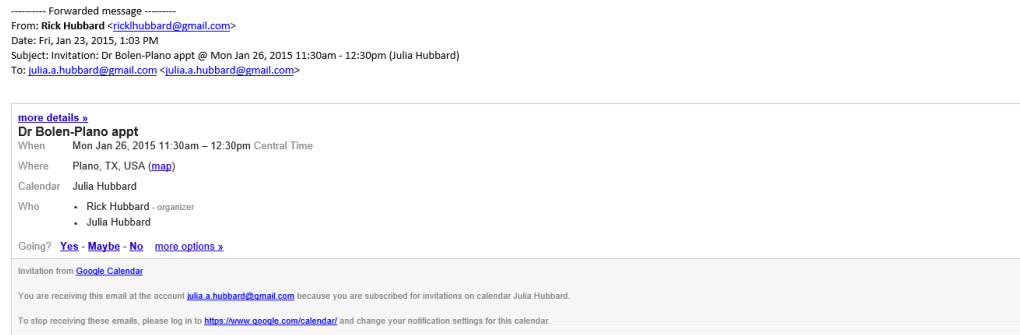 ---------- Forwarded message ---------
From: Rick Hubbard <ricklhubbard@gmail.com>
Date: Fri, Jan 23, 2015, 1:03 PM
Subject: Invitation: Dr Bolen-Plano appt @ Mon Jan 26, 2015 11:30am - 12:30pm (Julia Hubbard)
To: julia.a.hubbard@gmail.com <julia.a.hubbard@gmail.com>
more details »
Dr Bolen-Plano appt
When Mon Jan 26, 2015 11:30am – 12:30pm Central Time
Where Plano, TX, USA (map)
Calendar Julia Hubbard
Who • Rick Hubbard - organizer
• Julia Hubbard
Going? Yes - Maybe - No more options »
Invitation from Google Calendar
You are receiving this email at the account julia.a.hubbard@gmail.com because you are subscribed for invitations on calendar Julia Hubbard.
To stop receiving these emails, please log in to https://www.google.com/calendar/ and change your notification settings for this calendar.